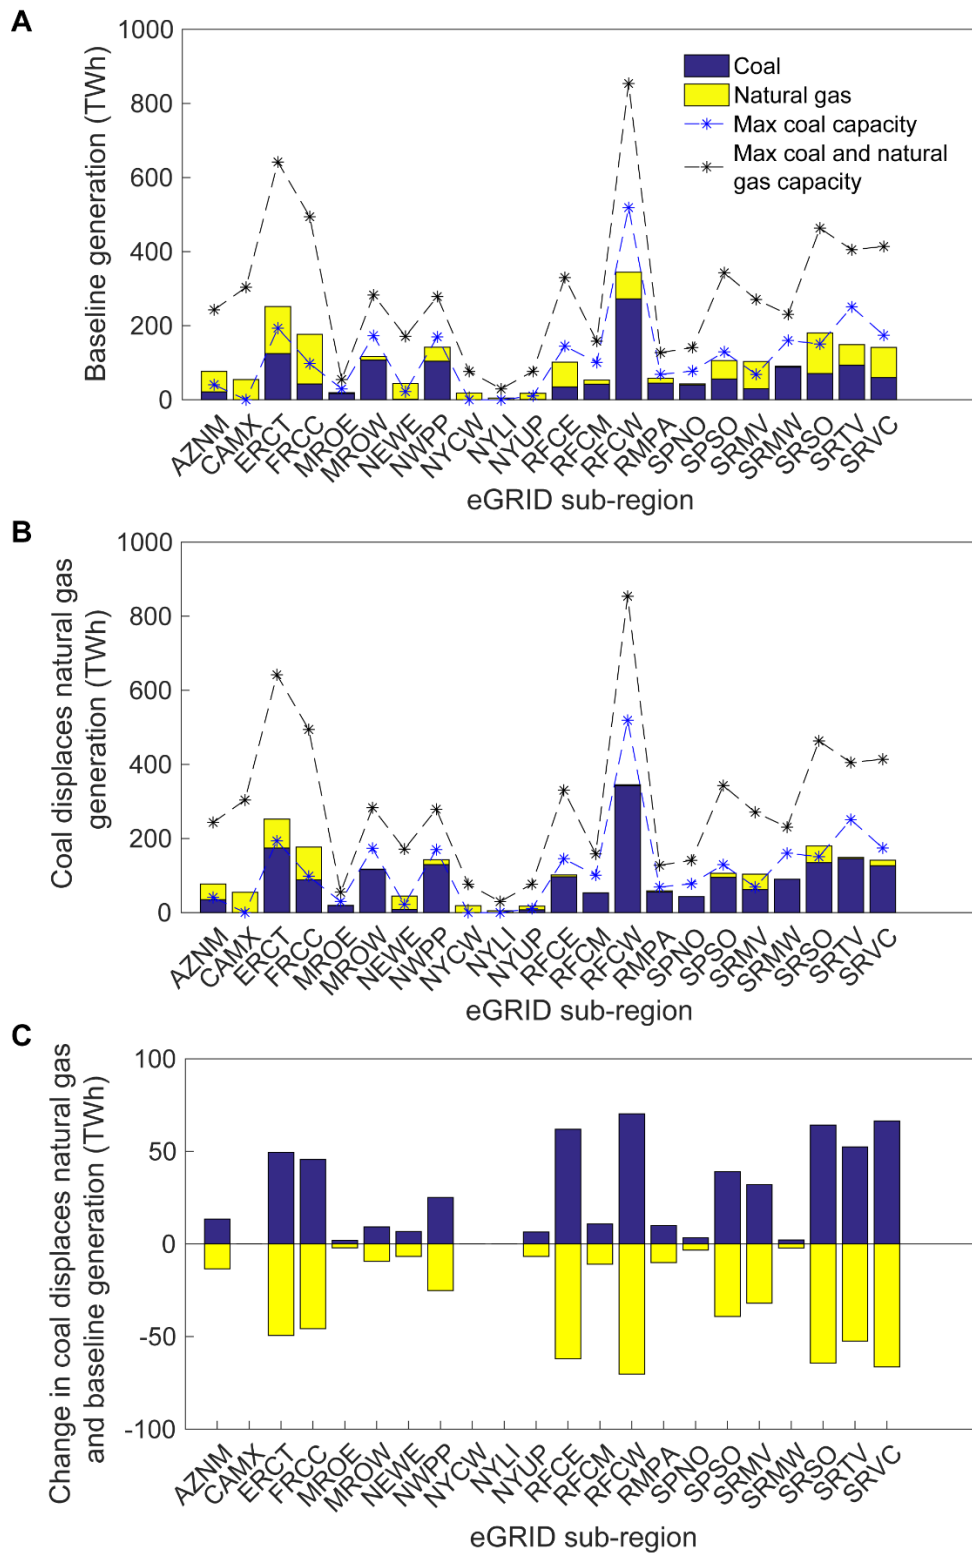 A
Baseline generation (TWh)
1000
800
600
400
200
0
Coal
Natural gas
Max coal capacity
Max coal and natural
gas capacity
AZNM
CAMX
ERCT
FRCC
MROE
MROW
NEWE
NWPP
NYCW
NYLI
NYUP
RFCE
RFCM
RFCW
RMPA
SPNO
SPSO
SRMV
SRMW
SRSO
SRTV
SRVC
eGRID sub-region
B
Coal displaces natural gas
generation (TWh)
1000
800
600
400
200
0
AZNM
CAMX
ERCT
FRCC
MROE
MROW
NEWE
NWPP
NYCW
NYLI
NYUP
RFCE
RFCM
RFCW
RMPA
SPNO
SPSO
SRMV
SRMW
SRSO
SRTV
SRVC
eGRID sub-region
C
Change in coal displaces natural gas
and baseline generation (TWh)
100
50
0
-50
-100
AZNM
CAMX
ERCT
FRCC
MROE
MROW
NEWE
NWPP
NYCW
NYLI
NYUP
RFCE
RFCM
RFCW
RMPA
SPNO
SPSO
SRMV
SRMW
SRSO
SRTV
SRVC
eGRID sub-region